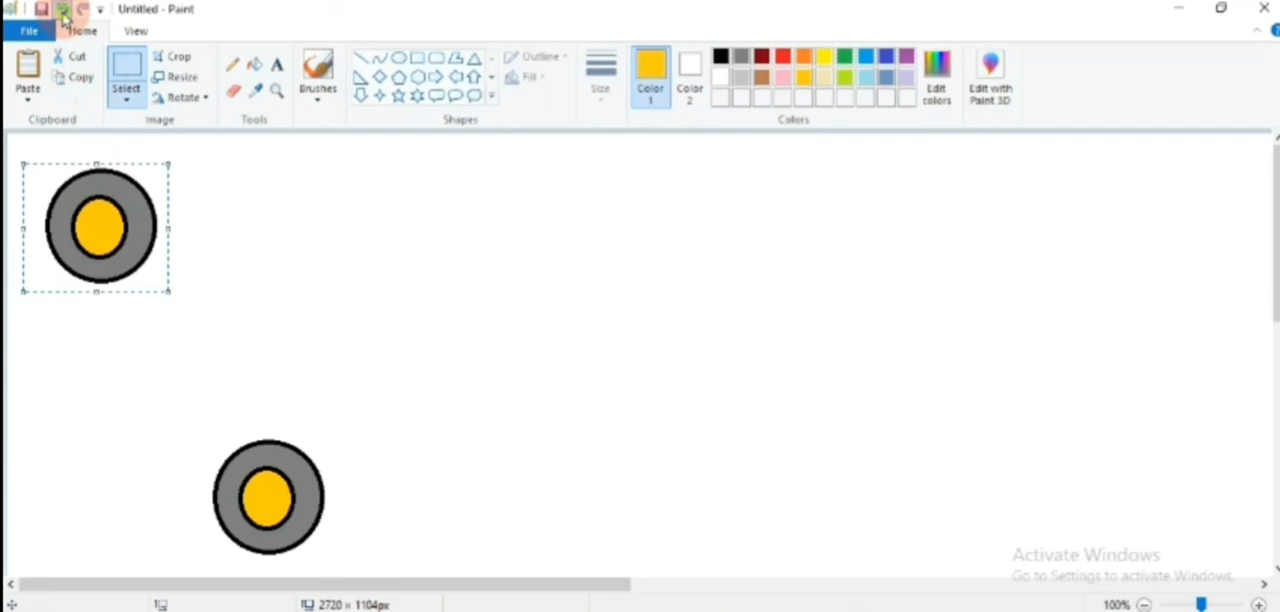 Untitled - Paint
File
Home
View
Paste
Cut
Copy
Clipboard
Select
Crop
Resize
Rotate
Image
Tools
Brushes
Shapes
Outline
Fill
Size
Color 1
Color 2
Edit colors
Colors
Edit with Paint 3D
Activate Windows
Go to Settings to activate Windows.
2720 × 1104px
100%